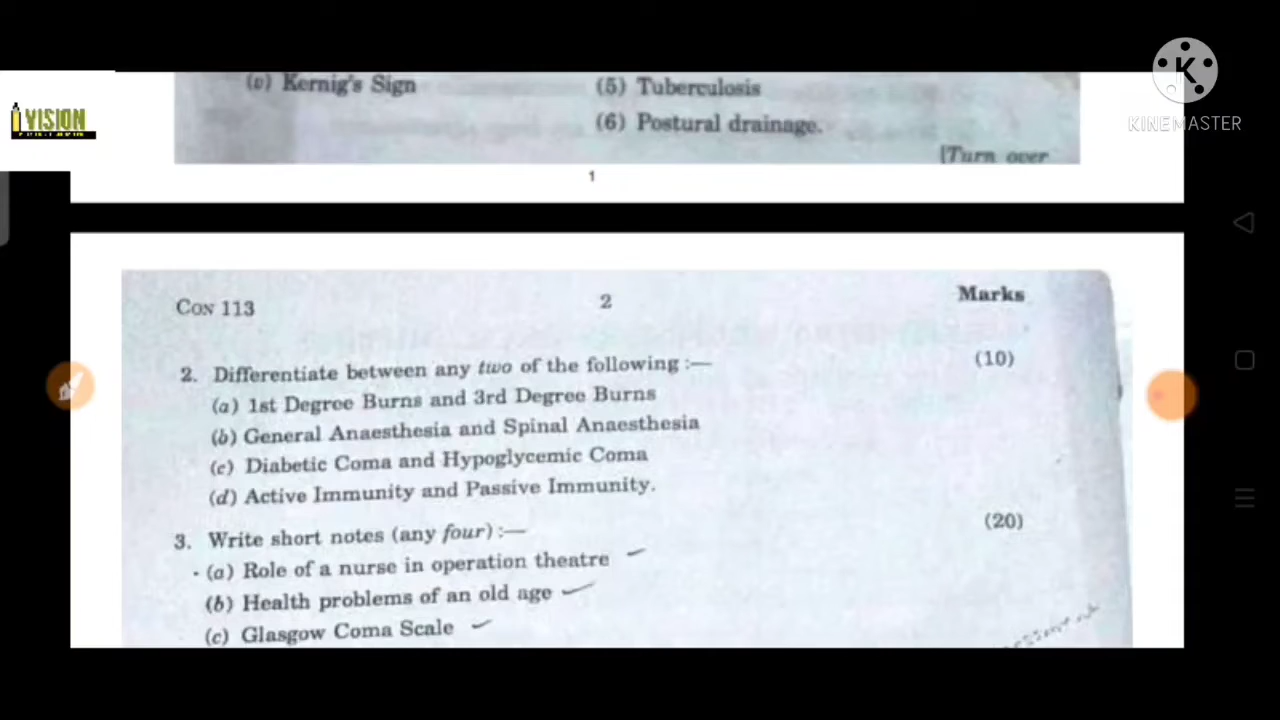 (v) Kernig's Sign (5) Tuberculosis
(6) Postural drainage.
[Turn over
1
VISION
KINEMASTER
Con 113 2 Marks
2. Differentiate between any two of the following :— (10)
(a) 1st Degree Burns and 3rd Degree Burns
(b) General Anaesthesia and Spinal Anaesthesia
(c) Diabetic Coma and Hypoglycemic Coma
(d) Active Immunity and Passive Immunity.
3. Write short notes (any four) :— (20)
(a) Role of a nurse in operation theatre
(b) Health problems of an old age
(c) Glasgow Coma Scale